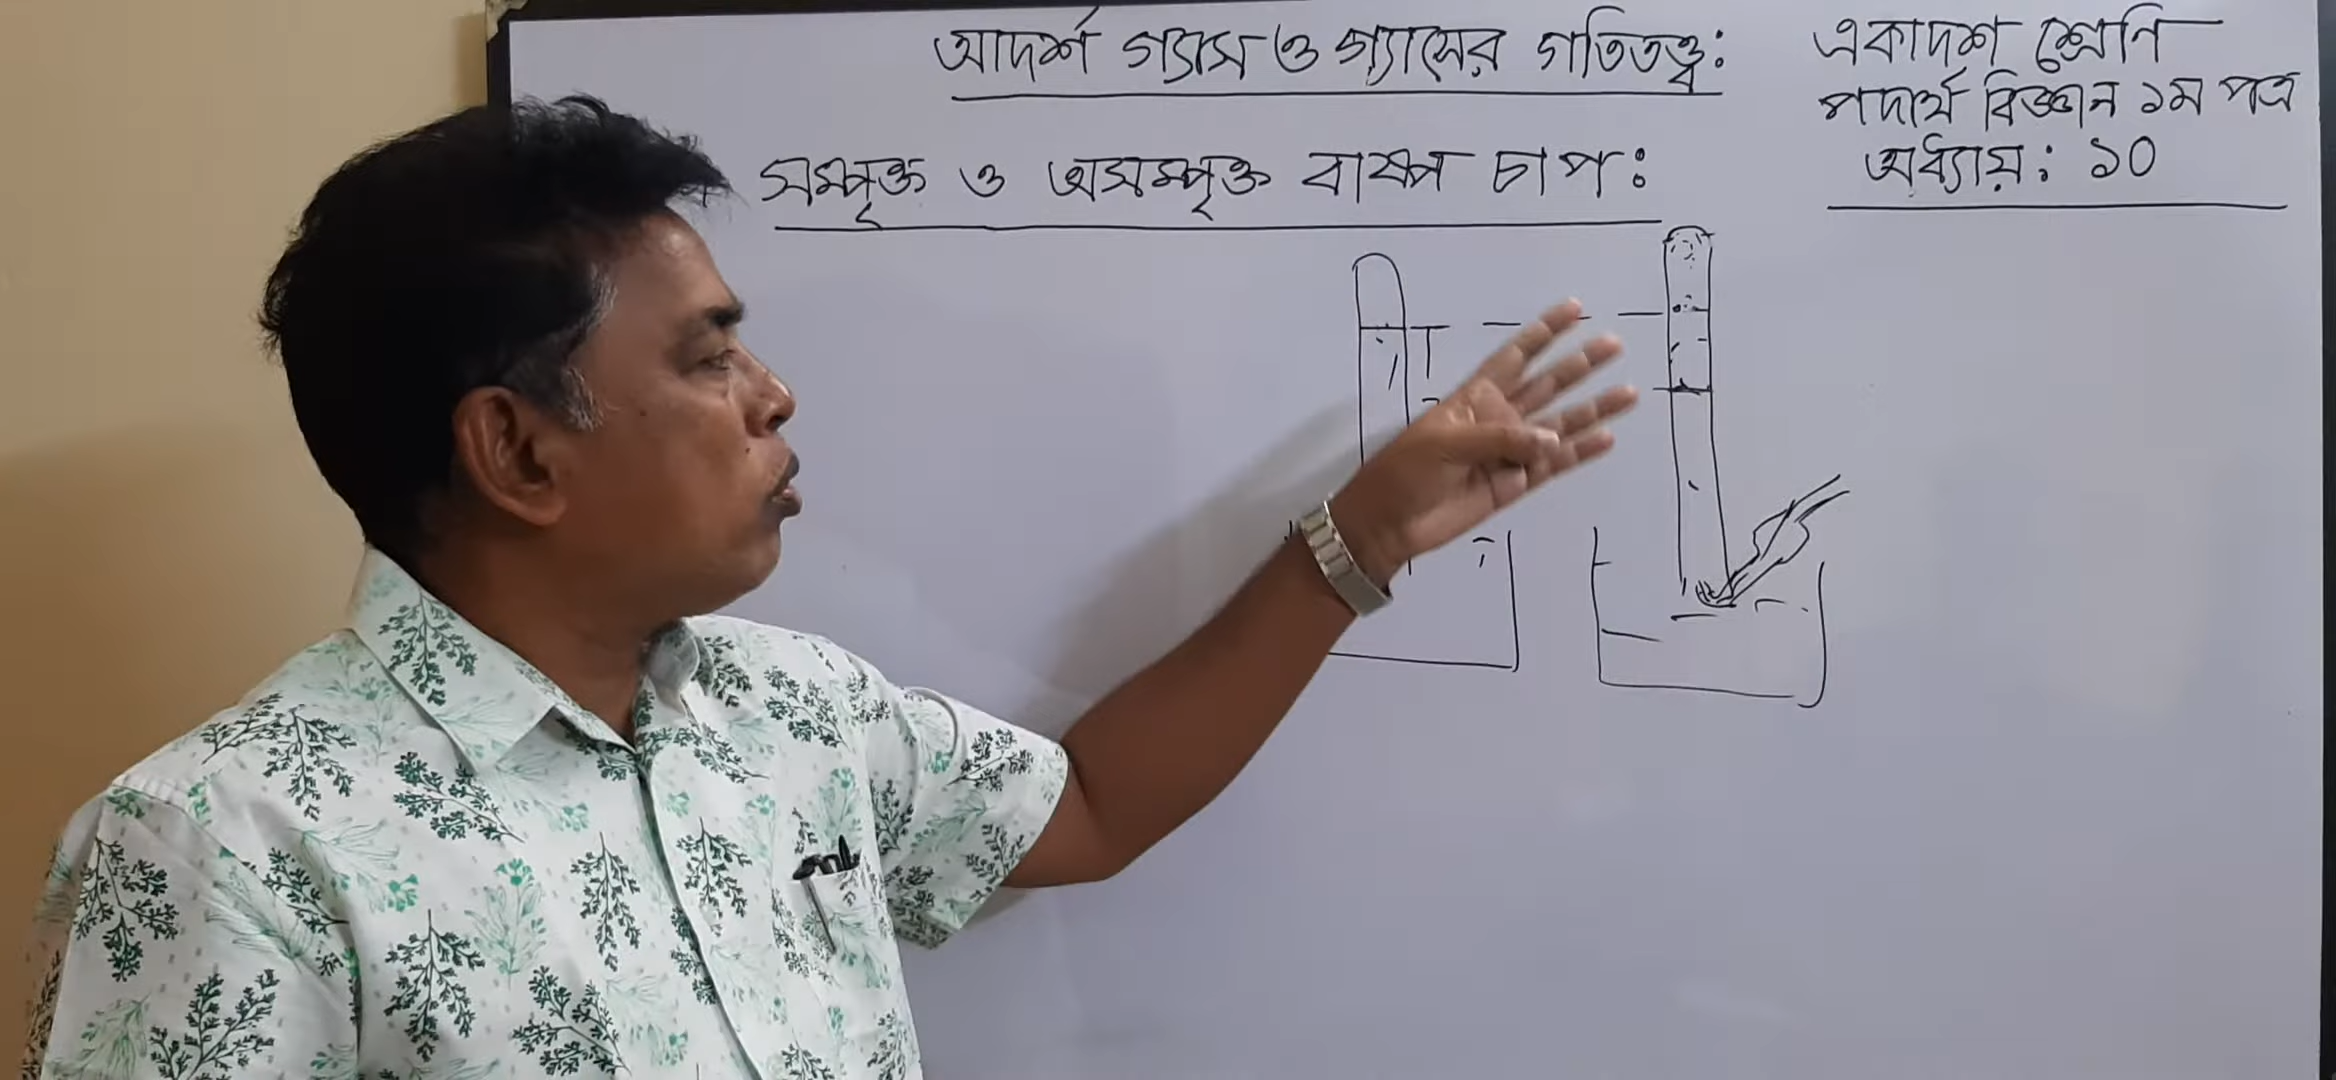 আদর্শ গ্যাস ও গ্যাসের গতিতত্ত্ব:
একাদশ শ্রেণি
পদার্থ বিজ্ঞান ১ম পত্র
অধ্যায়: ১০
সম্পৃক্ত ও অসম্পৃক্ত বাষ্প চাপ: